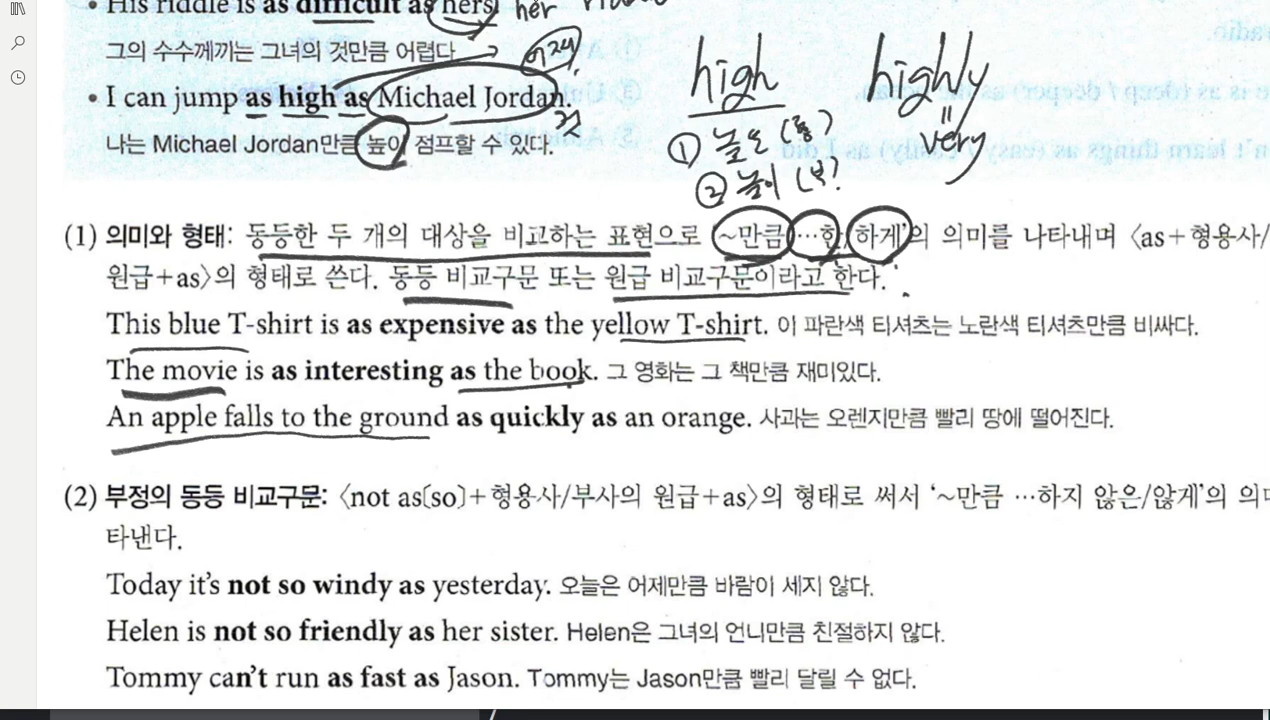 • His riddle is as difficult as hers. her
그의 수수께끼는 그녀의 것만큼 어렵다.
• I can jump as high as Michael Jordan.
나는 Michael Jordan만큼 높이 점프할 수 있다.
high highly
① 높은 (형) = very
② 높이 (부)
(1) 의미와 형태: 동등한 두 개의 대상을 비교하는 표현으로 '~만큼 …한, 하게'의 의미를 나타내며 〈as+형용사/
원급+as〉의 형태로 쓴다. 동등 비교구문 또는 원급 비교구문이라고 한다.
This blue T-shirt is as expensive as the yellow T-shirt. 이 파란색 티셔츠는 노란색 티셔츠만큼 비싸다.
The movie is as interesting as the book. 그 영화는 그 책만큼 재미있다.
An apple falls to the ground as quickly as an orange. 사과는 오렌지만큼 빨리 땅에 떨어진다.
(2) 부정의 동등 비교구문: 〈not as[so]+형용사/부사의 원급+as〉의 형태로 써서 '~만큼 …하지 않은/않게'의 의
타낸다.
Today it's not so windy as yesterday. 오늘은 어제만큼 바람이 세지 않다.
Helen is not so friendly as her sister. Helen은 그녀의 언니만큼 친절하지 않다.
Tommy can't run as fast as Jason. Tommy는 Jason만큼 빨리 달릴 수 없다.